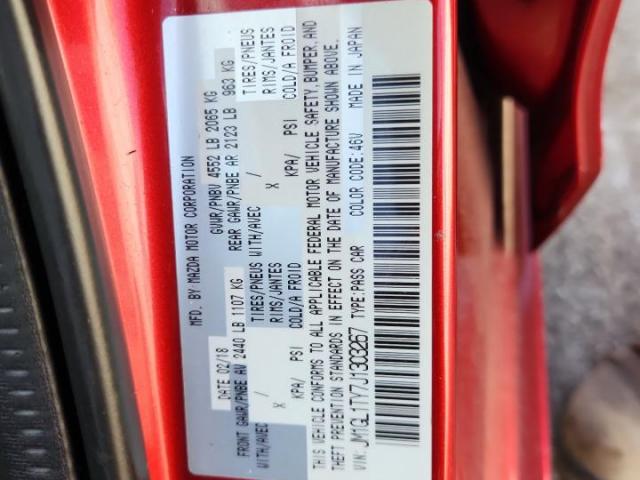 MFD. BY MAZDA MOTOR CORPORATION
DATE 02/18 GVWR/PNBV 4552 LB 2065 KG
FRONT GAWR/PNBE AV 2440 LB 1107 KG REAR GAWR/PNBE AR 2123 LB 963 KG
WITH/AVEC TIRES/PNEUS WITH/AVEC TIRES/PNEUS
X RIMS/JANTES X RIMS/JANTES
KPA/ PSI COLD/A FROID KPA/ PSI COLD/A FROID
THIS VEHICLE CONFORMS TO ALL APPLICABLE FEDERAL MOTOR VEHICLE SAFETY, BUMPER, AND
THEFT PREVENTION STANDARDS IN EFFECT ON THE DATE OF MANUFACTURE SHOWN ABOVE.
VIN: JM1GL1TY7J1303267 TYPE:PASS CAR COLOR CODE:46V MADE IN JAPAN